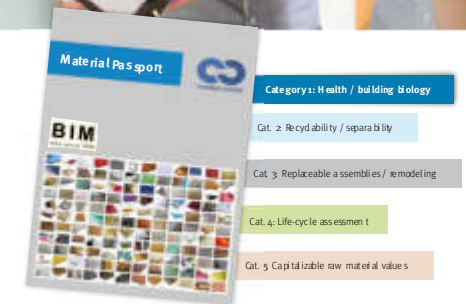 Material Passport
BIM
Category 1: Health / building biology
Cat. 2: Recyclability / separability
Cat. 3: Replaceable assemblies / remodeling
Cat. 4: Life-cycle assessment
Cat. 5: Capitalizable raw material values